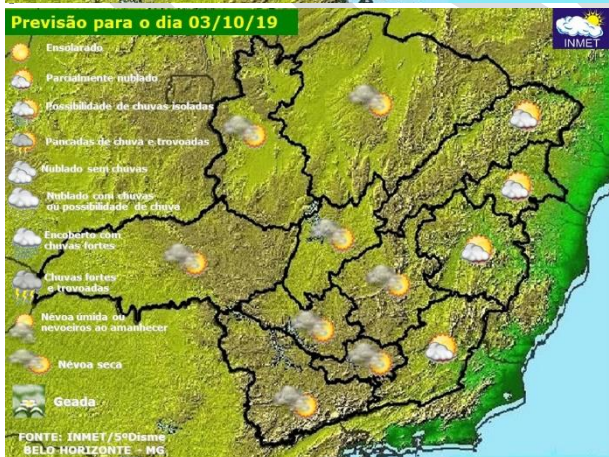 Previsão para o dia 03/10/19
INMET
Ensolarado
Parcialmente nublado
Possibilidade de chuvas isoladas
Pancadas de chuva e trovoadas
Nublado sem chuvas
Nublado com chuvas
ou possibilidade de chuva
Encoberto com
chuvas fortes
Chuvas fortes
e trovoadas
Névoa úmida ou
nevoeiros ao amanhecer
Névoa seca
Geada
FONTE: INMET/5ºDisme
BELO HORIZONTE - MG